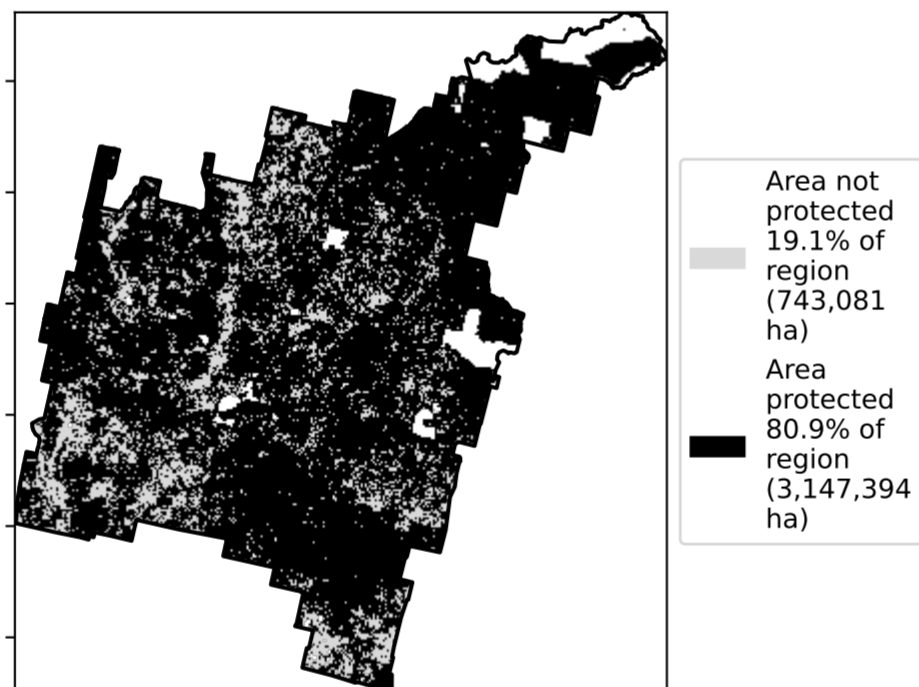 Area not
protected
19.1% of
region
(743,081
ha)
Area
protected
80.9% of
region
(3,147,394
ha)